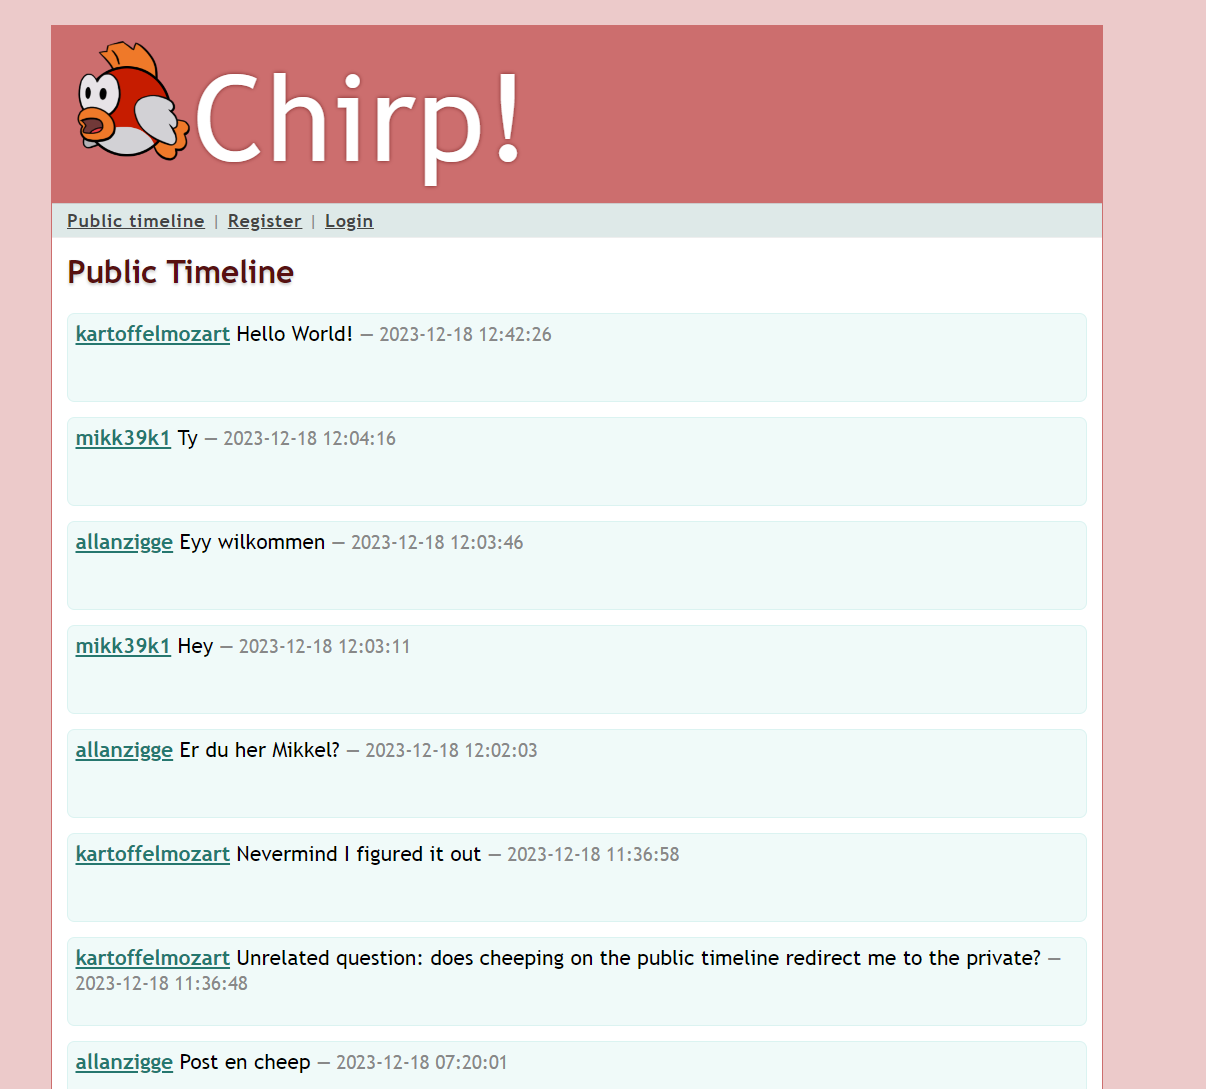 Chirp!
Public timeline | Register | Login
Public Timeline
kartoffelmozart Hello World! — 2023-12-18 12:42:26
mikk39k1 Ty — 2023-12-18 12:04:16
allanzigge Eyy wilkommen — 2023-12-18 12:03:46
mikk39k1 Hey — 2023-12-18 12:03:11
allanzigge Er du her Mikkel? — 2023-12-18 12:02:03
kartoffelmozart Nevermind I figured it out — 2023-12-18 11:36:58
kartoffelmozart Unrelated question: does cheeping on the public timeline redirect me to the private? —
2023-12-18 11:36:48
allanzigge Post en cheep — 2023-12-18 07:20:01